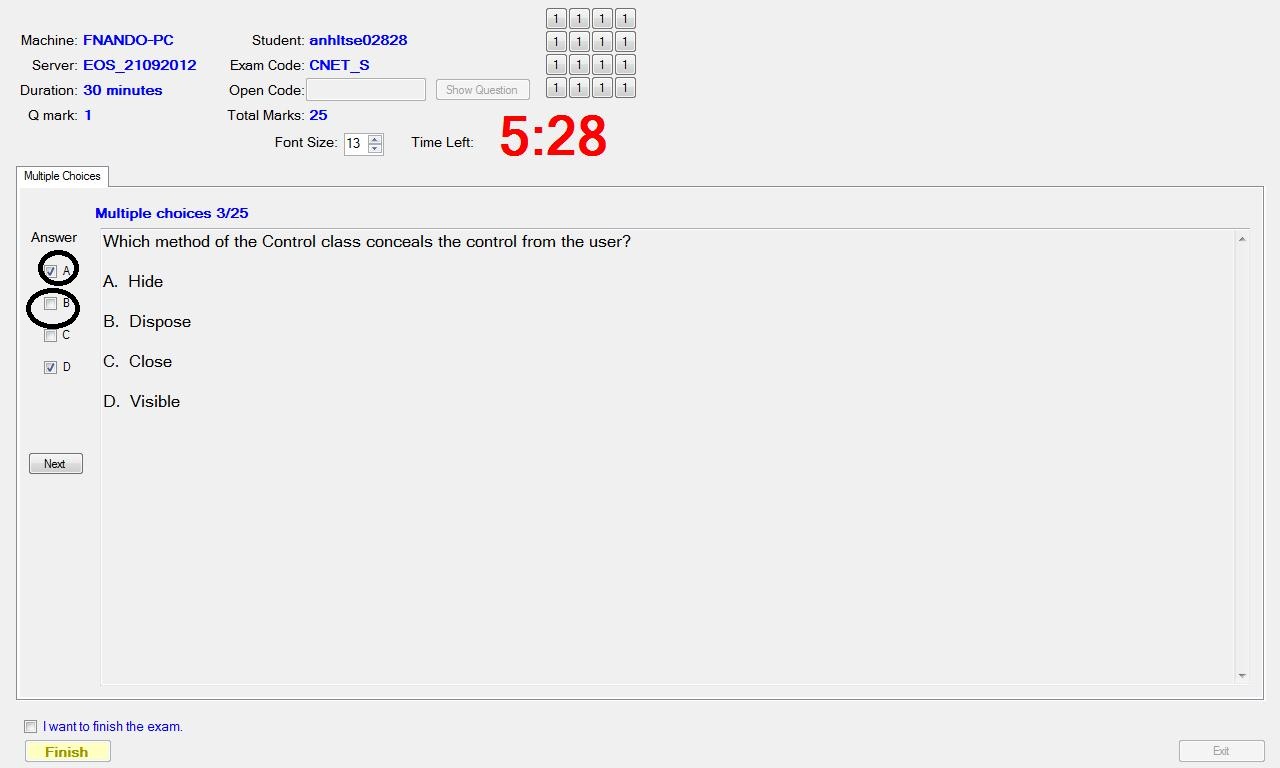 1 1 1 1
Machine: FNANDO-PC Student: anhltse02828 1 1 1 1
Server: EOS_21092012 Exam Code: CNET_S 1 1 1 1
Duration: 30 minutes Open Code: Show Question 1 1 1 1
Q mark: 1 Total Marks: 25
Font Size: 13 Time Left: 5:28
Multiple Choices
Multiple choices 3/25
Answer
Which method of the Control class conceals the control from the user?
A
A. Hide
B
B. Dispose
C
C. Close
D
D. Visible
Next
I want to finish the exam.
Finish
Exit